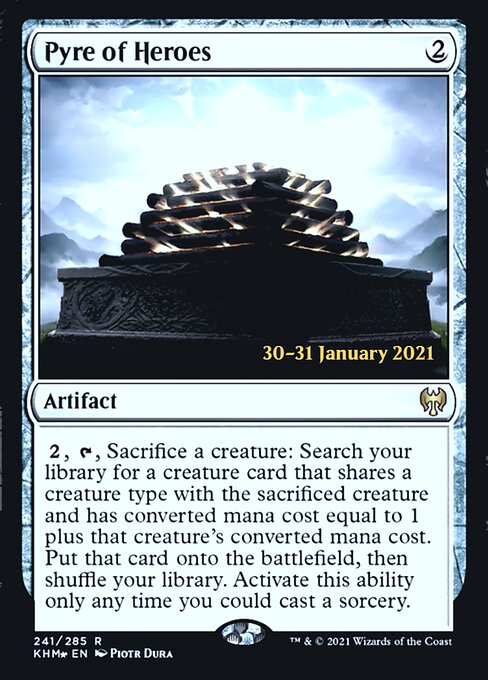 Pyre of Heroes 2
30–31 January 2021
Artifact
2, , Sacrifice a creature: Search your
library for a creature card that shares a
creature type with the sacrificed creature
and has converted mana cost equal to 1
plus that creature's converted mana cost.
Put that card onto the battlefield, then
shuffle your library. Activate this ability
only any time you could cast a sorcery.
241/285 R
KHM★ EN Piotr Dura
™ & © 2021 Wizards of the Coast